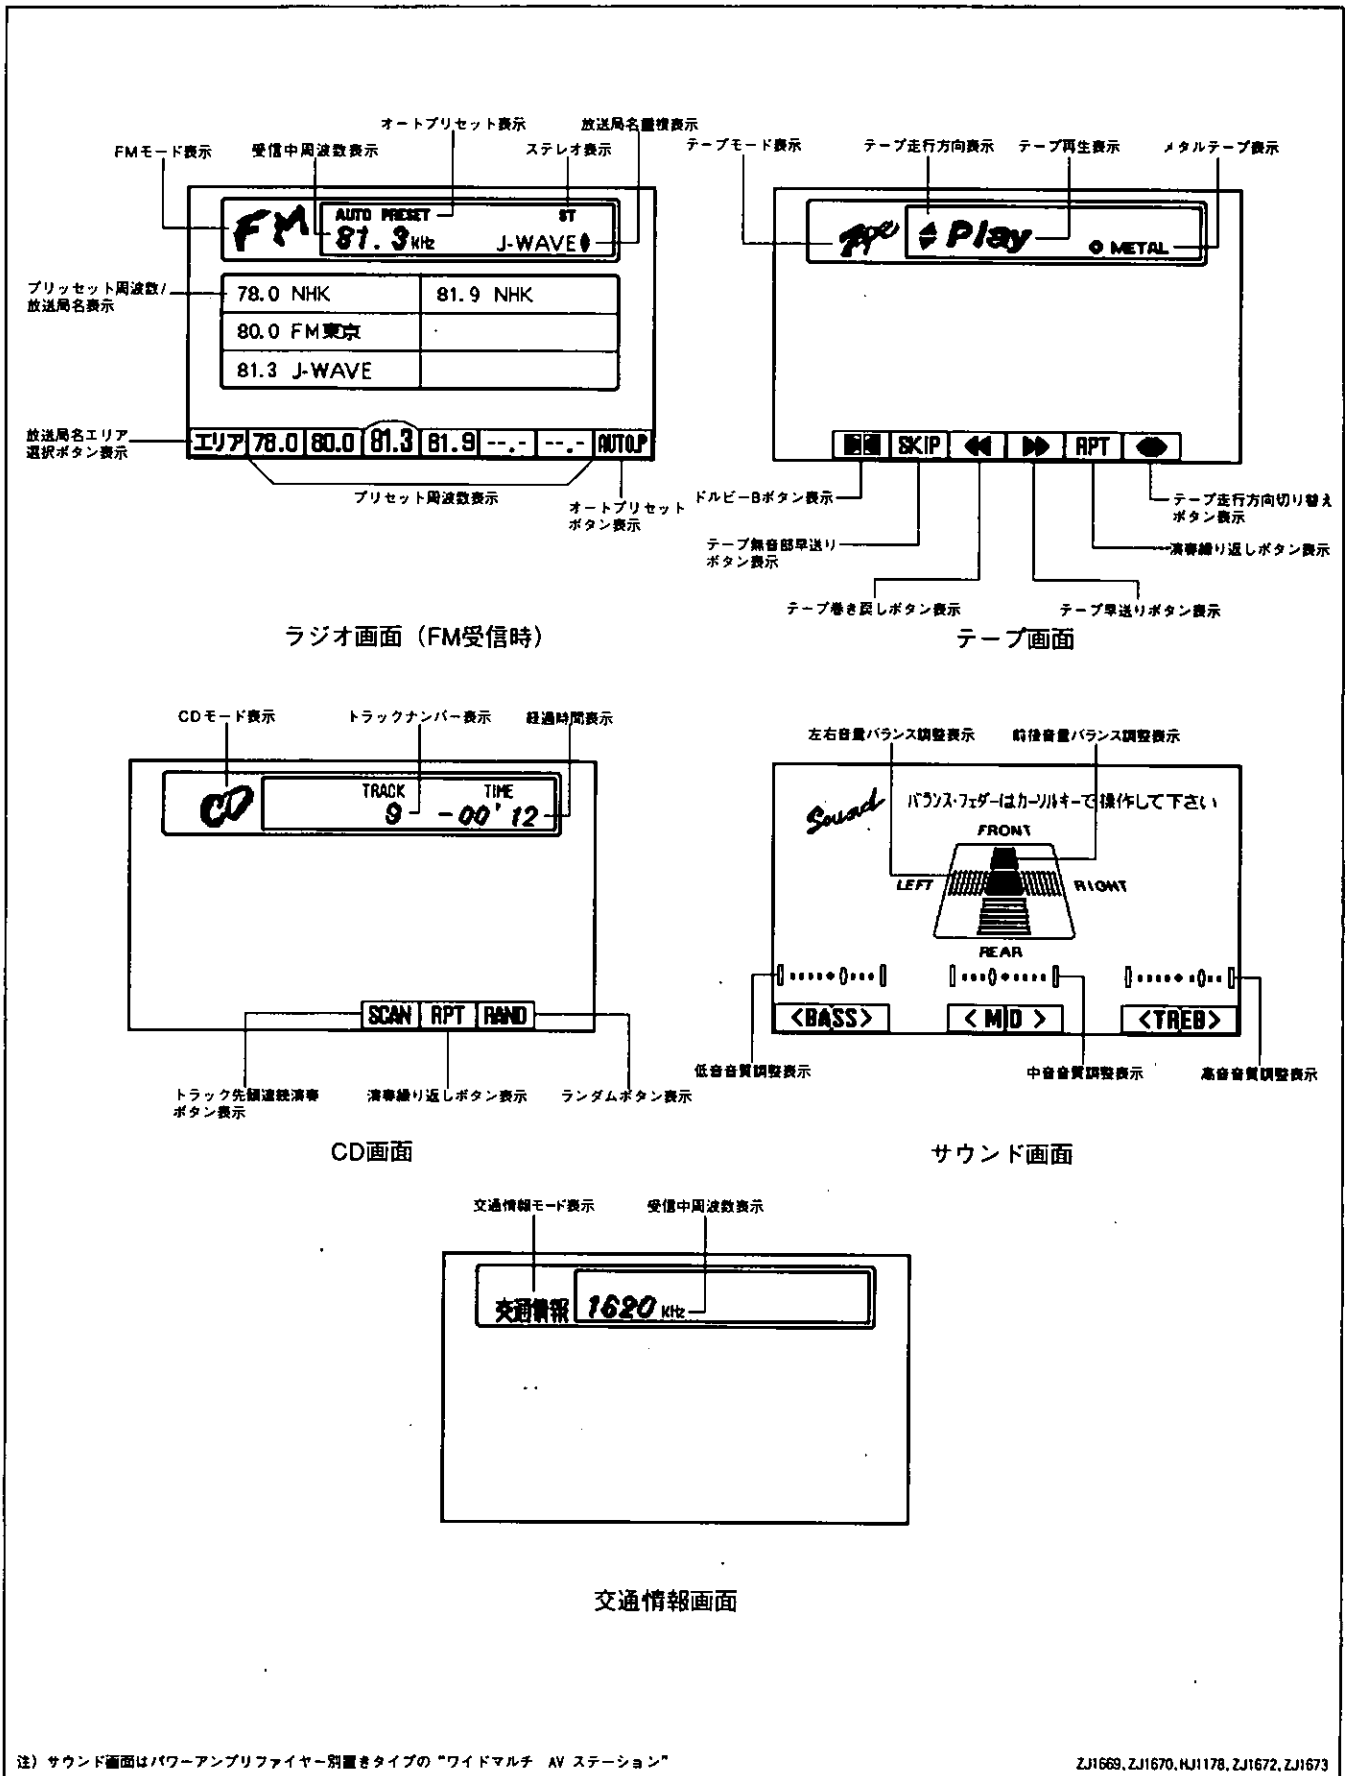 オートプリセット表示
放送局名重複表示
FMモード表示
受信中周波数表示
ステレオ表示
FM
AUTO PRESET
ST
81.3 kHz
J-WAVE
プリッセット周波数/
放送局名表示
78.0 NHK
81.9 NHK
80.0 FM東京
81.3 J-WAVE
放送局名エリア
選択ボタン表示
エリア 78.0 80.0 81.3 81.9 --.- --.- AUTO.P
プリセット周波数表示
オートプリセット
ボタン表示
ラジオ画面（FM受信時）
テープモード表示
テープ走行方向表示
テープ再生表示
メタルテープ表示
Tape
Play
METAL
SKIP
RPT
ドルビーBボタン表示
テープ走行方向切り替え
ボタン表示
テープ無音部早送り
ボタン表示
演奏繰り返しボタン表示
テープ巻き戻しボタン表示
テープ早送りボタン表示
テープ画面
CDモード表示
トラックナンバー表示
経過時間表示
CD
TRACK
TIME
9
-00'12
SCAN RPT RAND
トラック先頭連続演奏
ボタン表示
演奏繰り返しボタン表示
ランダムボタン表示
CD画面
左右音量バランス調整表示
前後音量バランス調整表示
Sound
バランス・フェダーはカーソルキーで操作して下さい
FRONT
LEFT
RIGHT
REAR
<BASS>
< MID >
<TREB>
低音音質調整表示
中音音質調整表示
高音音質調整表示
サウンド画面
交通情報モード表示
受信中周波数表示
交通情報
1620 KHz
交通情報画面
注）サウンド画面はパワーアンプリファイヤー別置きタイプの“ワイドマルチ AV ステーション”
ZJ1669, ZJ1670, HJ1178, ZJ1672, ZJ1673